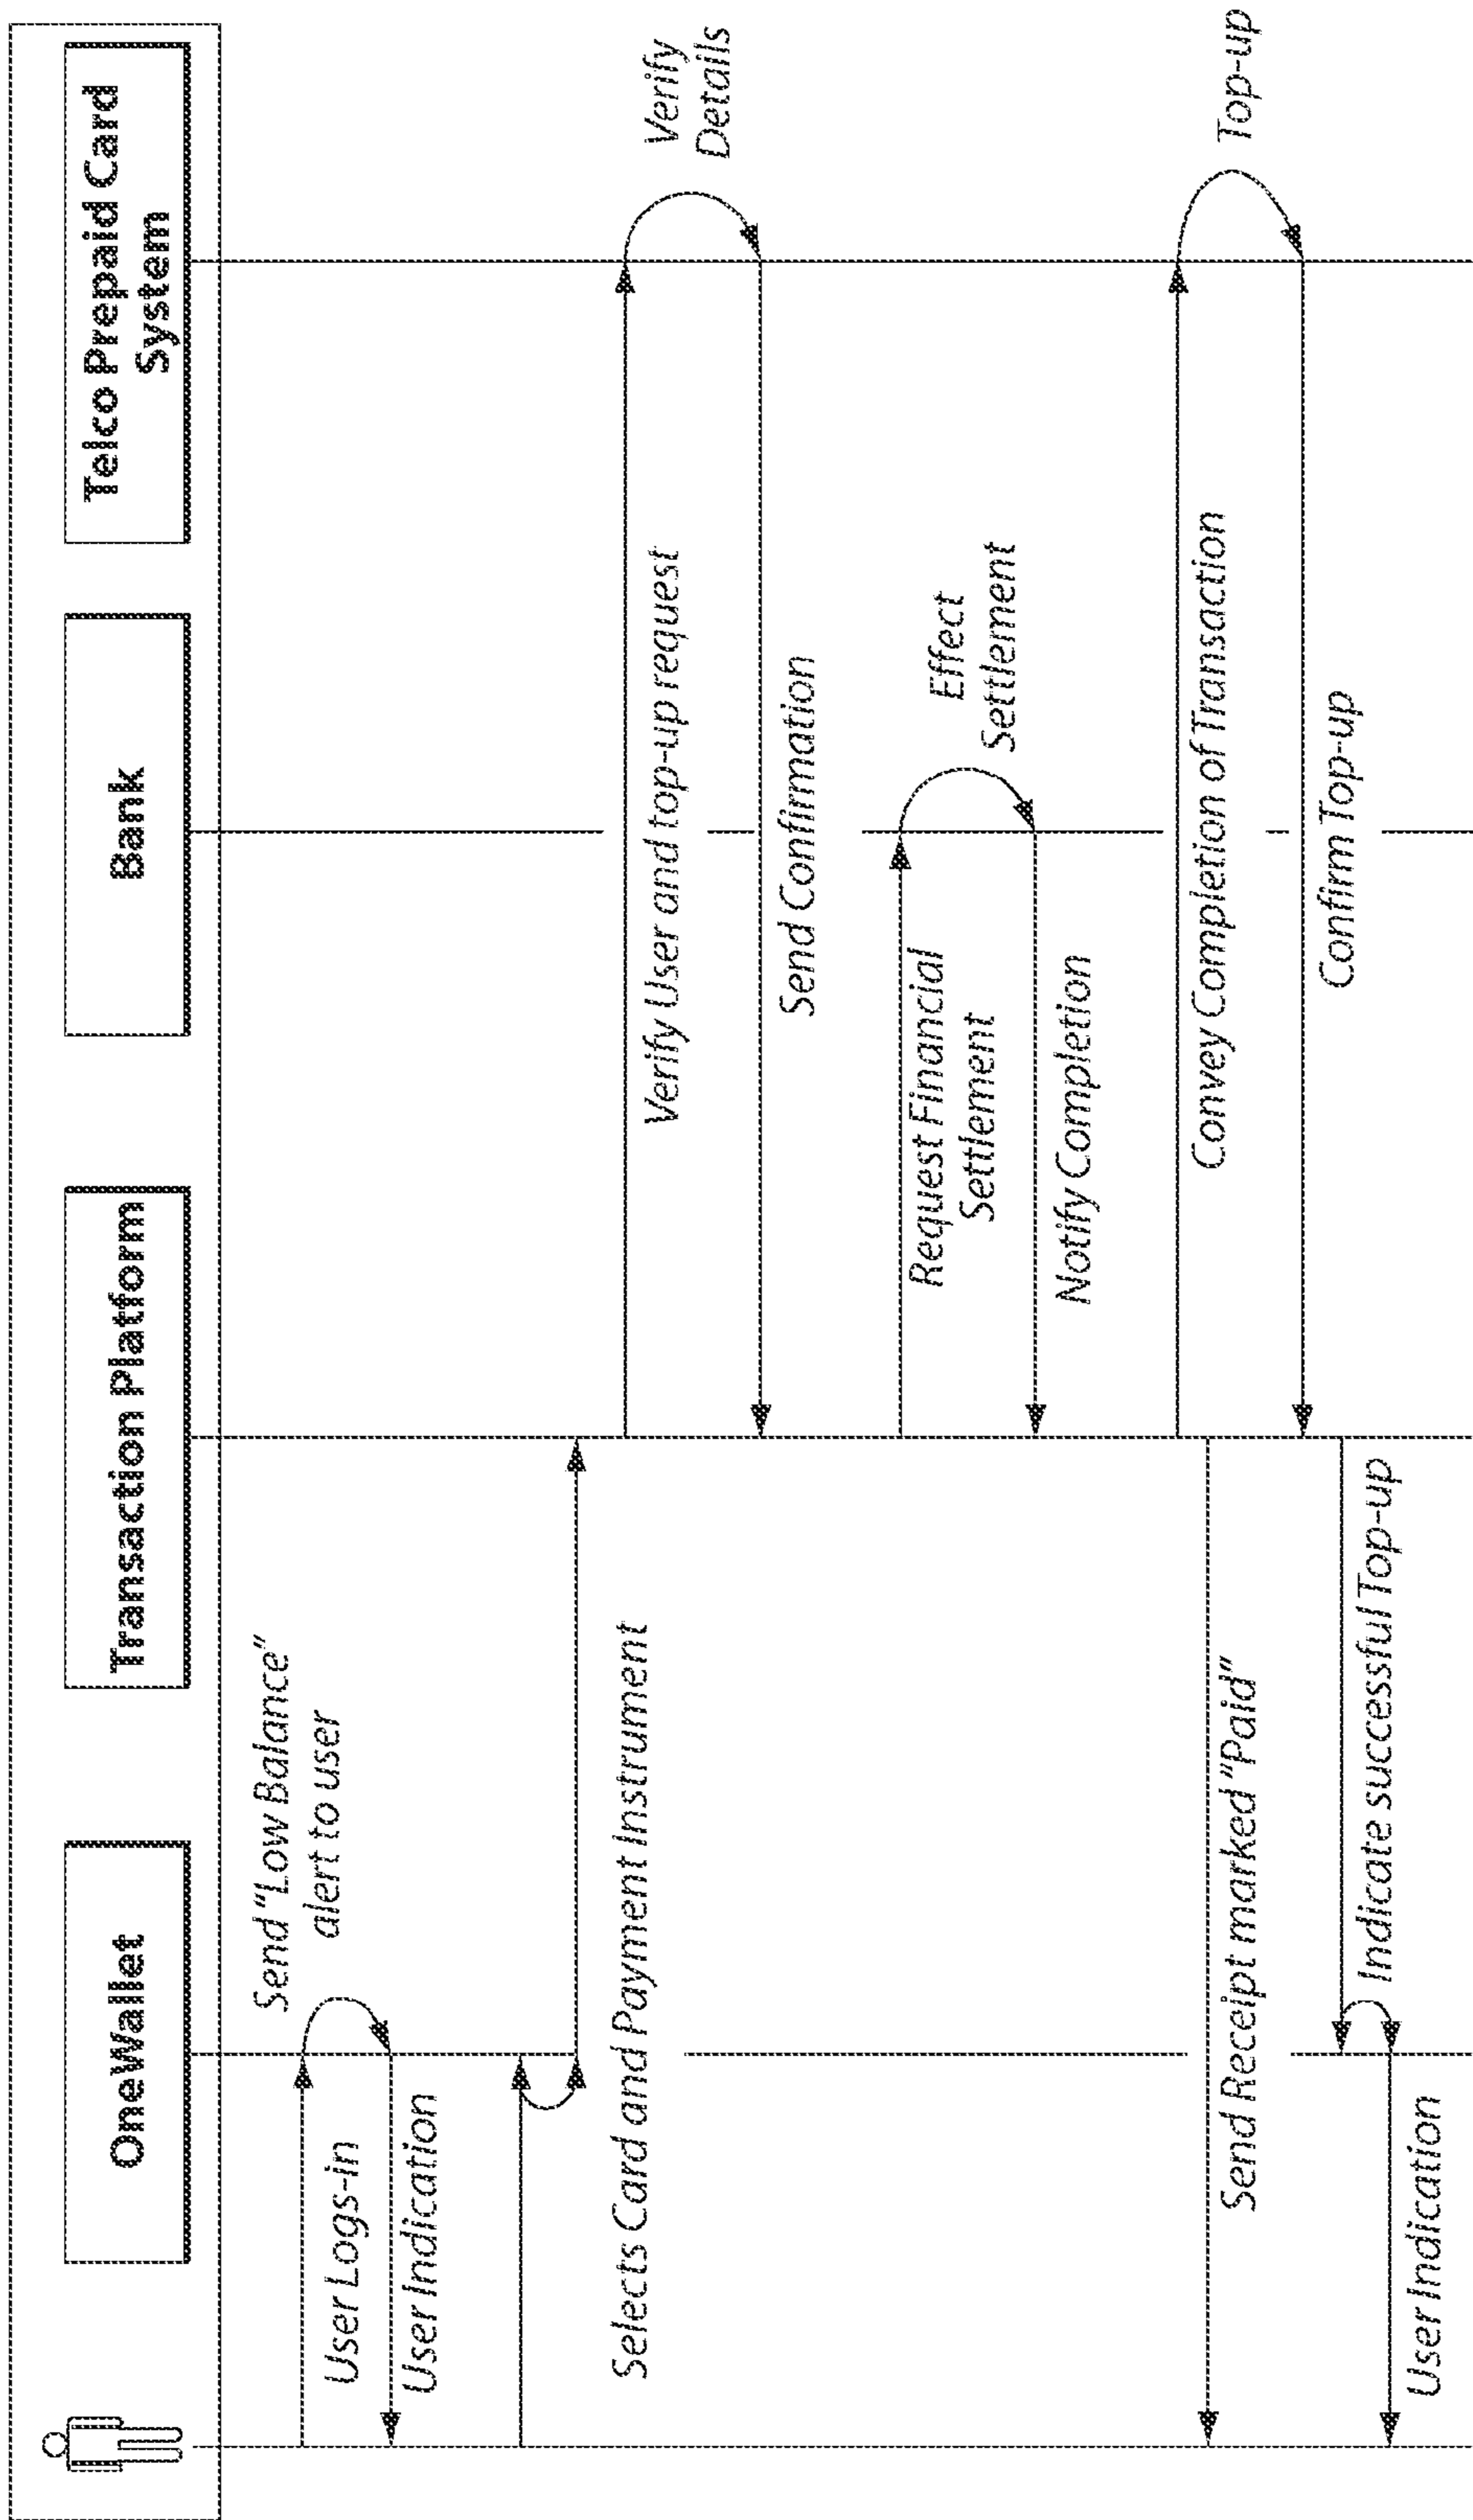 OneWallet
Transaction Platform
Bank
Telco Prepaid Card
System
Send "Low Balance"
alert to user
User Logs-in
User Indication
Selects Card and Payment Instrument
Verify User and top-up request
Verify
Details
Send Confirmation
Request Financial
Settlement
Effect
Settlement
Notify Completion
Convey Completion of Transaction
Top-up
Send Receipt marked "Paid"
Confirm Top-up
Indicate successful Top-up
User Indication